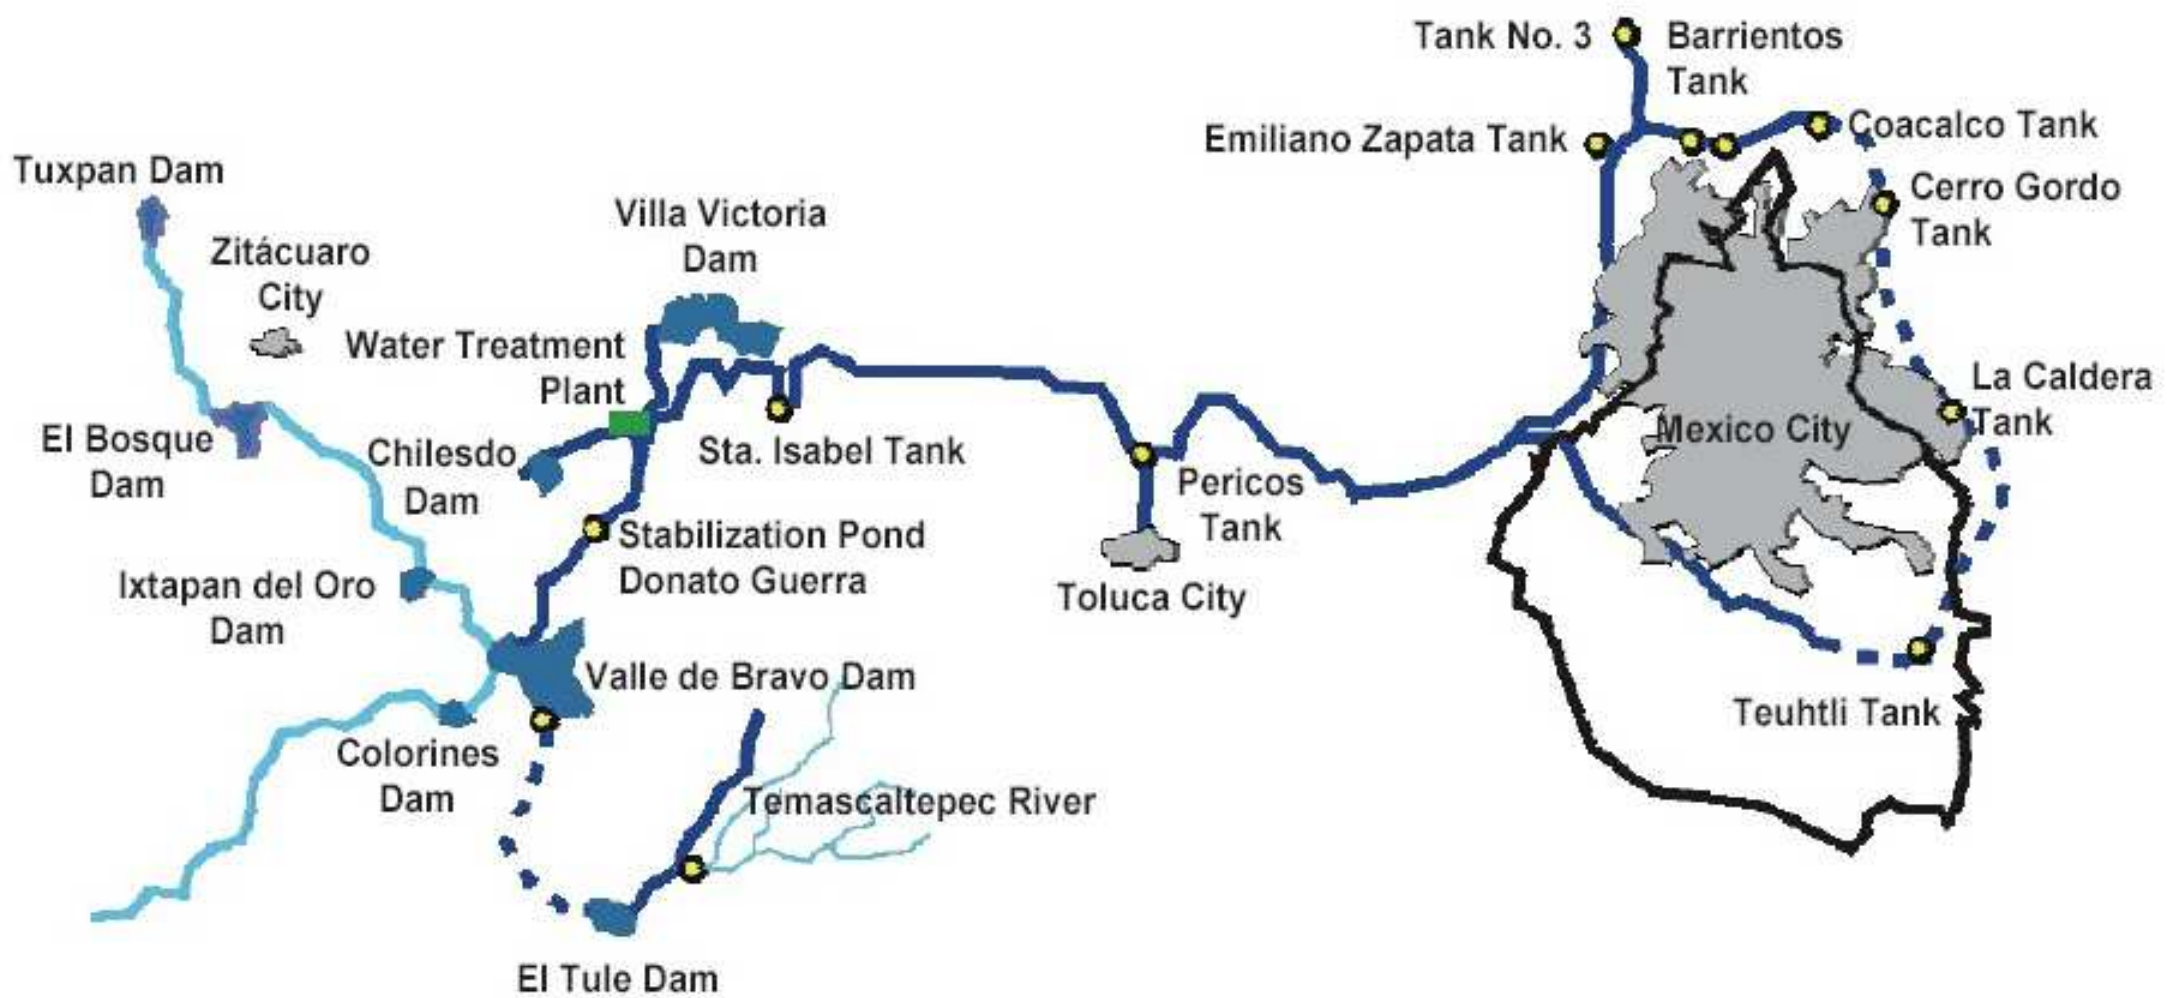 Tank No. 3
Barrientos
Tank
Emiliano Zapata Tank
Coacalco Tank
Tuxpan Dam
Cerro Gordo
Tank
Villa Victoria
Dam
Zitácuaro
City
Water Treatment
Plant
La Caldera
Tank
El Bosque
Dam
Chilesdo
Dam
Sta. Isabel Tank
Mexico City
Pericos
Tank
Stabilization Pond
Donato Guerra
Ixtapan del Oro
Dam
Toluca City
Valle de Bravo Dam
Teuhtli Tank
Colorines
Dam
Temascaltepec River
El Tule Dam